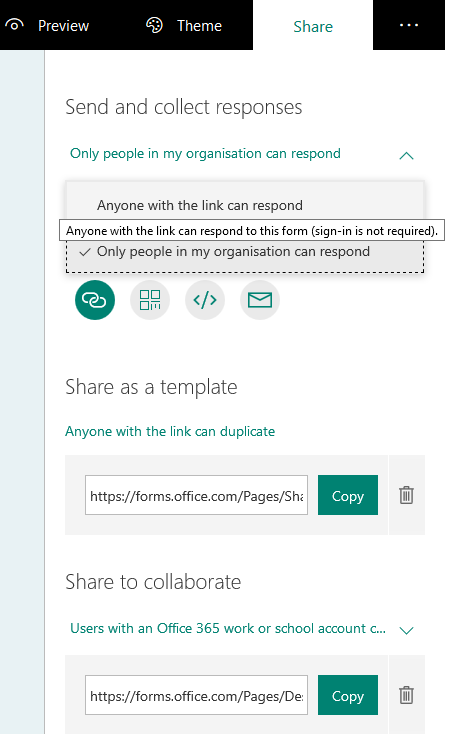 Preview
Theme
Share
...
Send and collect responses
Only people in my organisation can respond
Anyone with the link can respond
Anyone with the link can respond to this form (sign-in is not required).
Only people in my organisation can respond
</>
Share as a template
Anyone with the link can duplicate
https://forms.office.com/Pages/Sha
Copy
Share to collaborate
Users with an Office 365 work or school account c...
https://forms.office.com/Pages/De
Copy